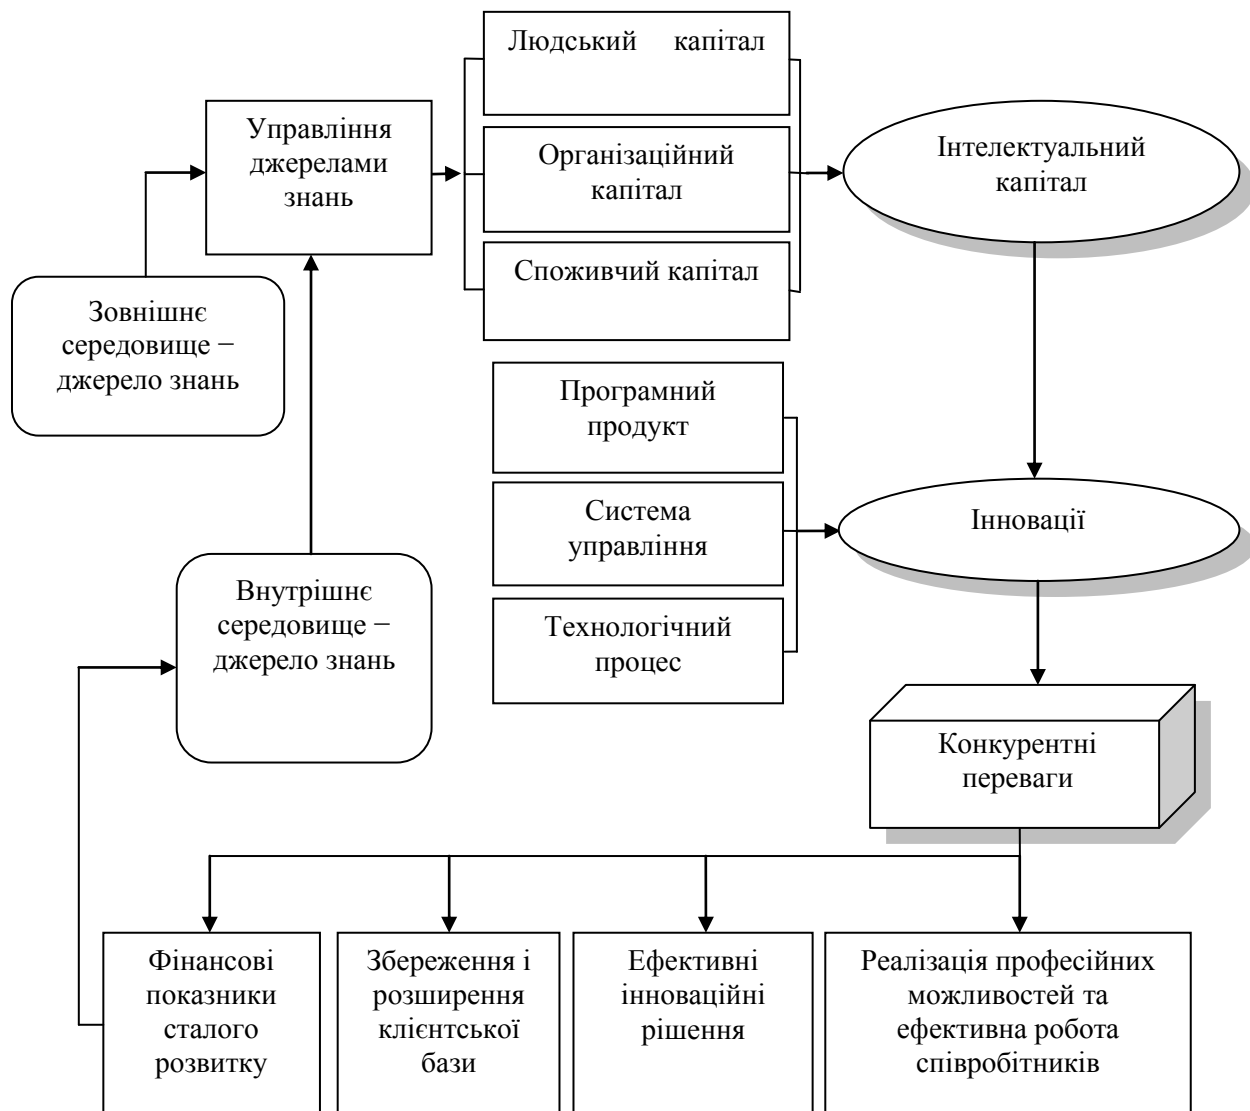 Людський капітал
Управління
джерелами
знань
Організаційний
капітал
Інтелектуальний
капітал
Споживчий капітал
Зовнішнє
середовище −
джерело знань
Програмний
продукт
Система
управління
Інновації
Внутрішнє
середовище −
джерело знань
Технологічний
процес
Конкурентні
переваги
Фінансові
показники
сталого
розвитку
Збереження і
розширення
клієнтської
бази
Ефективні
інноваційні
рішення
Реалізація професійних
можливостей та
ефективна робота
співробітників